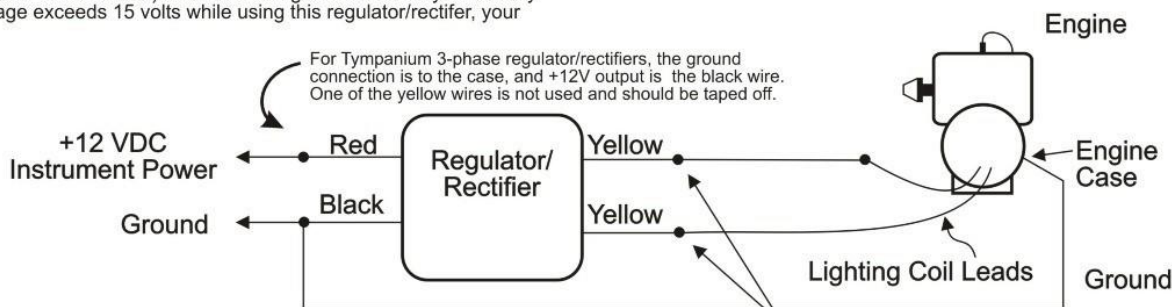 age exceeds 15 volts while using this regulator/rectifer, your
For Tympanium 3-phase regulator/rectifiers, the ground
connection is to the case, and +12V output is the black wire.
One of the yellow wires is not used and should be taped off.
Engine
+12 VDC
Instrument Power
Red
Regulator/
Rectifier
Yellow
Engine
Case
Ground
Black
Yellow
Lighting Coil Leads
Ground